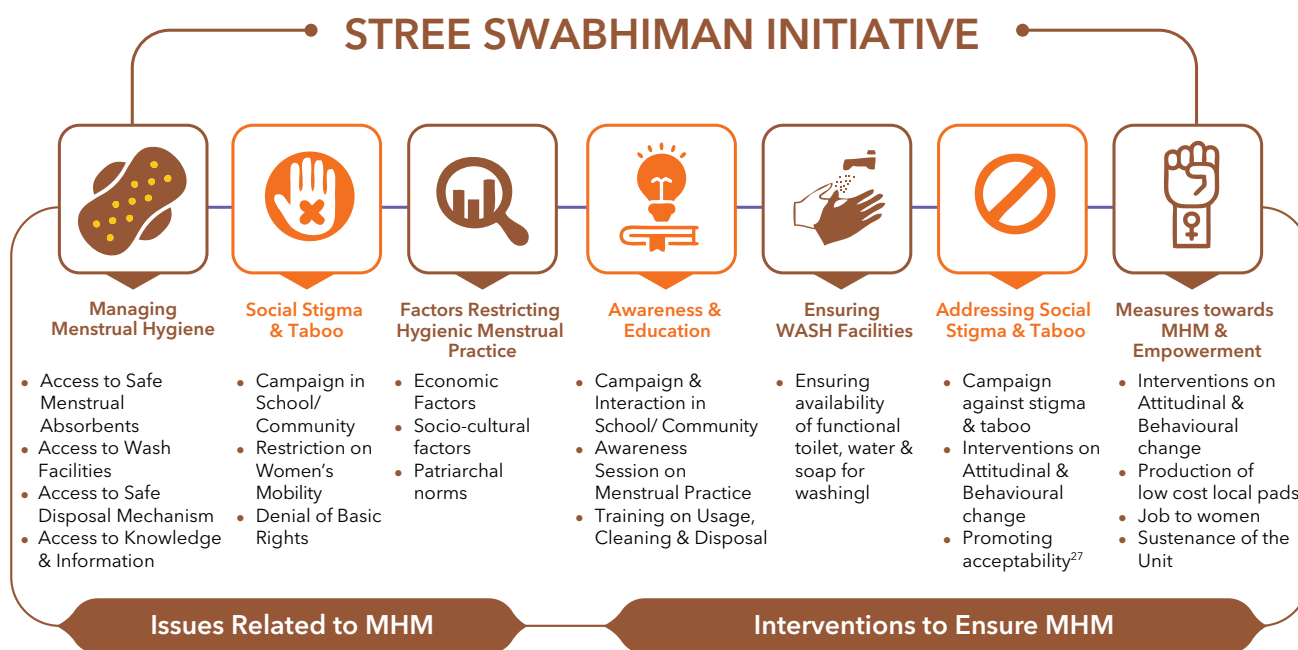 STREE SWABHIMAN INITIATIVE
Managing
Menstrual Hygiene
• Access to Safe
Menstrual
Absorbents
• Access to Wash
Facilities
• Access to Safe
Disposal Mechanism
• Access to Knowledge
& Information
Social Stigma
& Taboo
• Campaign in
School/
Community
• Restriction on
Women's
Mobility
• Denial of Basic
Rights
Factors Restricting
Hygienic Menstrual
Practice
• Economic
Factors
• Socio-cultural
factors
• Patriarchal
norms
Awareness &
Education
• Campaign &
Interaction in
School/ Community
• Awareness
Session on
Menstrual Practice
• Training on Usage,
Cleaning & Disposal
Ensuring
WASH Facilities
• Ensuring
availability
of functional
toilet, water &
soap for
washingl
Addressing Social
Stigma & Taboo
• Campaign
against stigma
& taboo
• Interventions on
Attitudinal &
Behavioural
change
• Promoting
acceptability²⁷
Measures towards
MHM &
Empowerment
• Interventions on
Attitudinal &
Behavioural
change
• Production of
low cost local pads
• Job to women
• Sustenance of the
Unit
Issues Related to MHM
Interventions to Ensure MHM